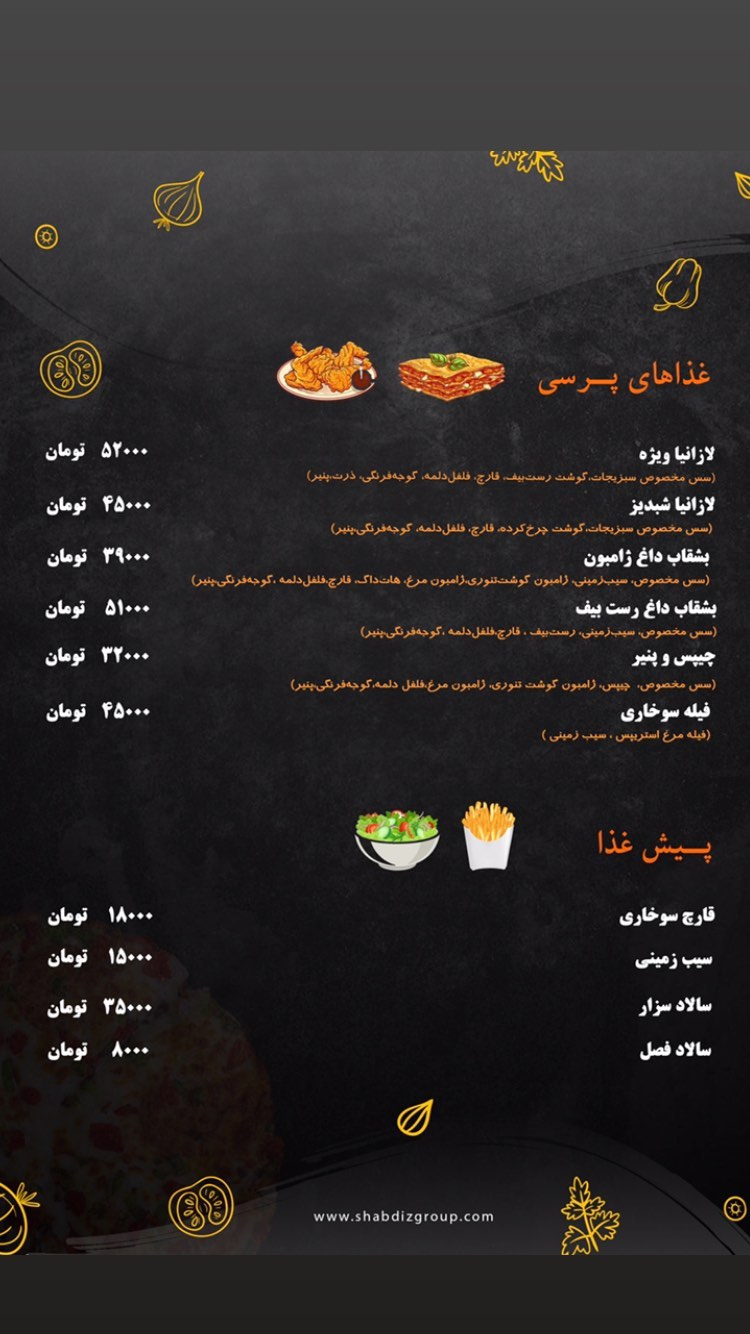 غذاهای پــرسی
لازانیا ویژه ۵۲۰۰۰ تومان
(سس مخصوص سبزیجات،گوشت رست‌بیف، قارچ، فلفل‌دلمه، گوجه‌فرنگی، ذرت،پنیر)
لازانیا شبدیز ۴۵۰۰۰ تومان
(سس مخصوص سبزیجات،گوشت چرخ‌کرده، قارچ، فلفل‌دلمه، گوجه‌فرنگی،پنیر)
بشقاب داغ ژامبون ۳۹۰۰۰ تومان
(سس مخصوص، سیب‌زمینی، ژامبون گوشت‌تنوری،ژامبون مرغ، هات‌داگ، قارچ،فلفل‌دلمه ،گوجه‌فرنگی،پنیر)
بشقاب داغ رست بیف ۵۱۰۰۰ تومان
(سس مخصوص، سیب‌زمینی، رست‌بیف ، قارچ،فلفل‌دلمه ،گوجه‌فرنگی،پنیر)
چیپس و پنیر ۳۲۰۰۰ تومان
(سس مخصوص، چیپس، ژامبون گوشت تنوری، ژامبون مرغ،فلفل دلمه،گوجه‌فرنگی،پنیر)
فیله سوخاری ۴۵۰۰۰ تومان
(فیله مرغ استریپس ، سیب زمینی )
پــیش غذا
قارچ سوخاری ۱۸۰۰۰ تومان
سیب زمینی ۱۵۰۰۰ تومان
سالاد سزار ۳۵۰۰۰ تومان
سالاد فصل ۸۰۰۰ تومان
www.shabdizgroup.com